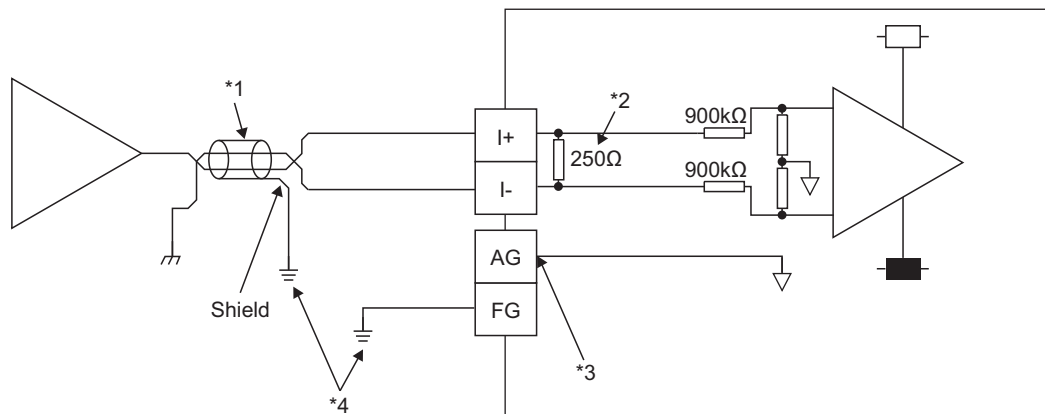 *1
*2
I+
250Ω
900kΩ
I-
900kΩ
AG
FG
Shield
*3
*4